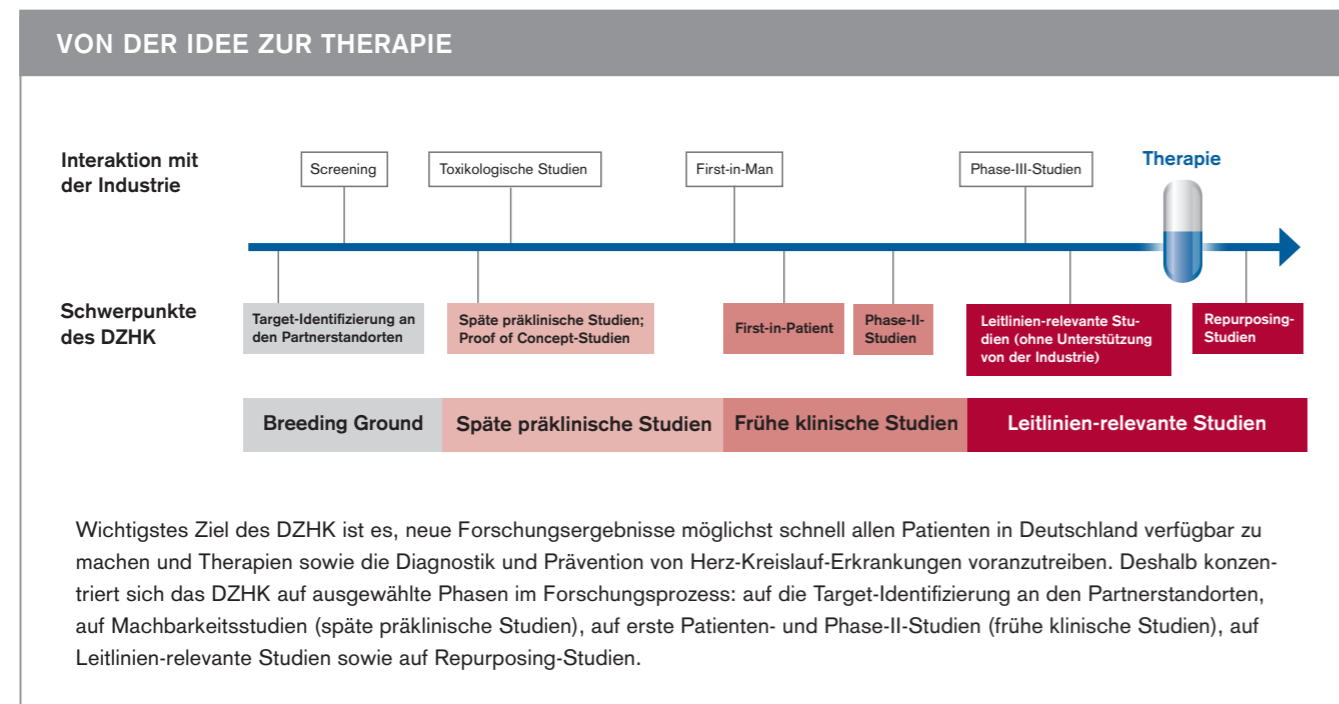 VON DER IDEE ZUR THERAPIE
Interaktion mit
der Industrie
Screening
Toxikologische Studien
First-in-Man
Phase-III-Studien
Therapie
Schwerpunkte
des DZHK
Target-Identifizierung an
den Partnerstandorten
Späte präklinische Studien;
Proof of Concept-Studien
First-in-Patient
Phase-II-
Studien
Leitlinien-relevante Stu-
dien (ohne Unterstützung
von der Industrie)
Repurposing-
Studien
Breeding Ground
Späte präklinische Studien
Frühe klinische Studien
Leitlinien-relevante Studien
Wichtigstes Ziel des DZHK ist es, neue Forschungsergebnisse möglichst schnell allen Patienten in Deutschland verfügbar zu
machen und Therapien sowie die Diagnostik und Prävention von Herz-Kreislauf-Erkrankungen voranzutreiben. Deshalb konzen-
triert sich das DZHK auf ausgewählte Phasen im Forschungsprozess: auf die Target-Identifizierung an den Partnerstandorten,
auf Machbarkeitsstudien (späte präklinische Studien), auf erste Patienten- und Phase-II-Studien (frühe klinische Studien), auf
Leitlinien-relevante Studien sowie auf Repurposing-Studien.